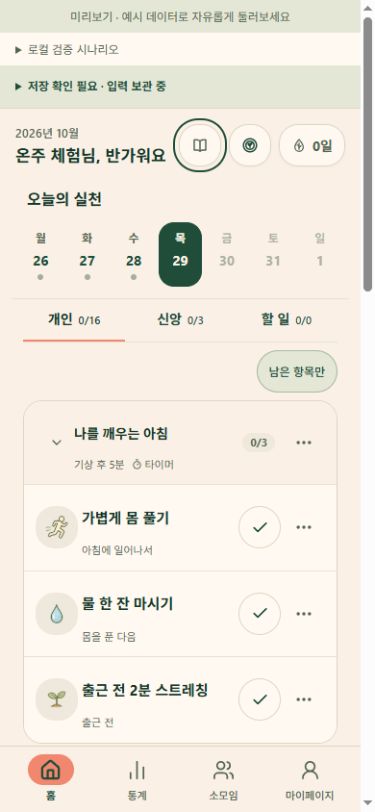 미리보기 · 예시 데이터로 자유롭게 둘러보세요
로컬 검증 시나리오
저장 확인 필요 · 입력 보관 중
2026년 10월
온주 체험님, 반가워요
0일
오늘의 실천
월 화 수 목 금 토 일
26 27 28 29 30 31 1
개인 0/16 신앙 0/3 할 일 0/0
남은 항목만
나를 깨우는 아침
0/3
기상 후 5분 타이머
가볍게 몸 풀기
아침에 일어나서
물 한 잔 마시기
몸을 푼 다음
출근 전 2분 스트레칭
출근 전
홈 통계 소모임 마이페이지